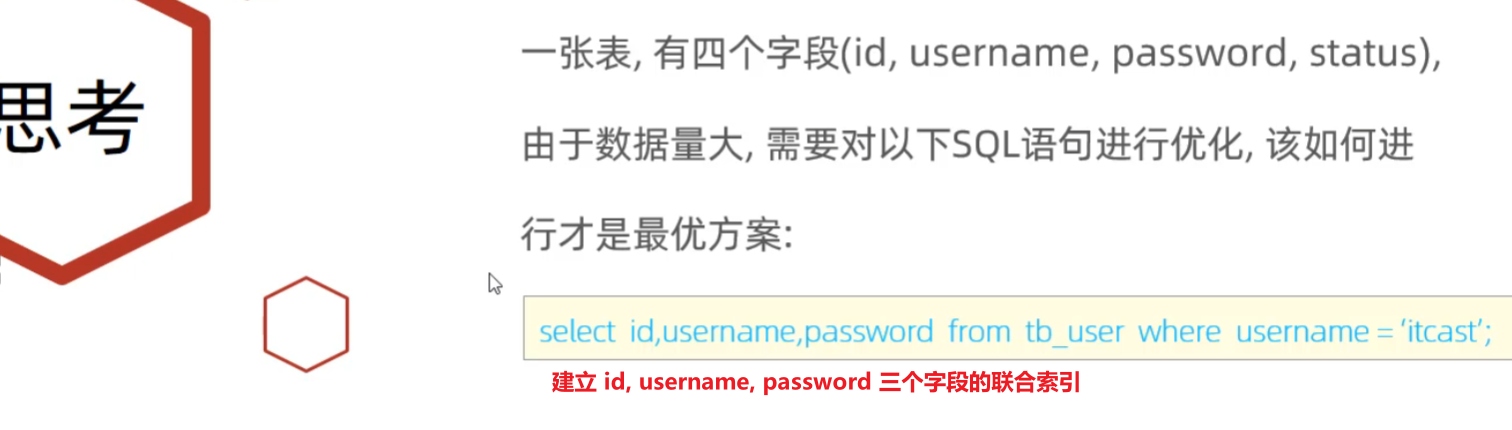 思考
一张表, 有四个字段(id, username, password, status),
由于数据量大, 需要对以下SQL语句进行优化, 该如何进
行才是最优方案:
select id,username,password from tb_user where username = 'itcast';
建立 id, username, password 三个字段的联合索引